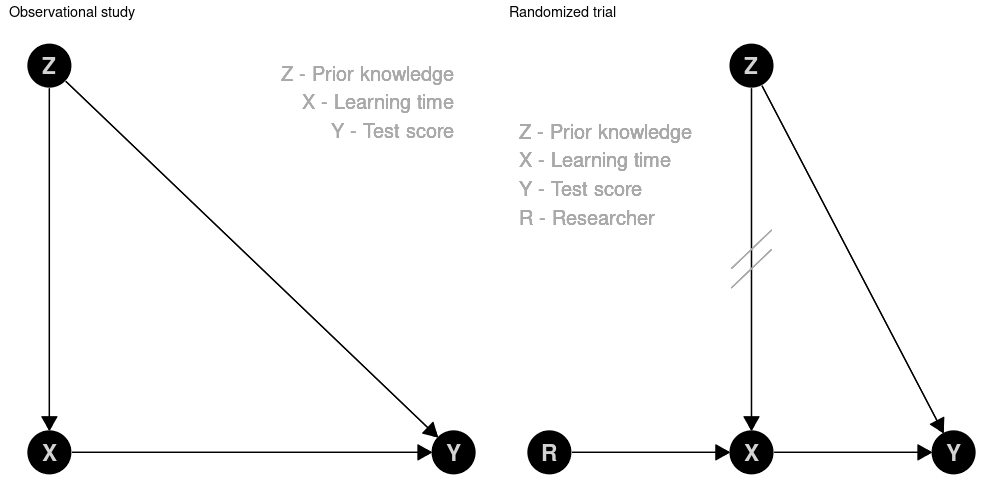 Observational study
Z
Z - Prior knowledge
X - Learning time
Y - Test score
X
Y
Randomized trial
Z
Z - Prior knowledge
X - Learning time
Y - Test score
R - Researcher
R
X
Y